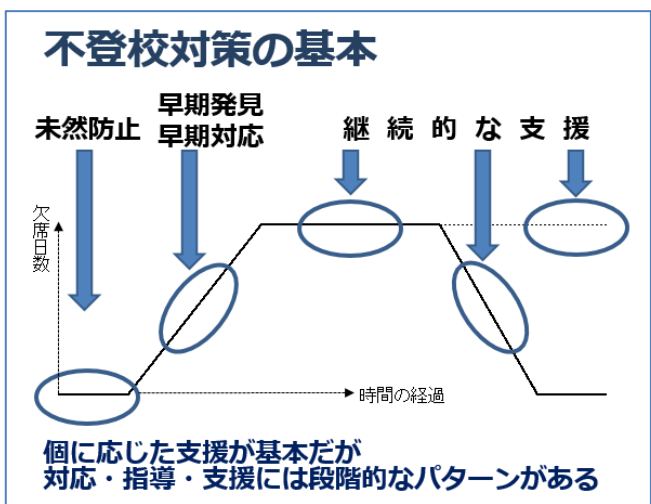 不登校対策の基本
未然防止
早期発見
早期対応
継続的な支援
欠席日数
時間の経過
個に応じた支援が基本だが
対応・指導・支援には段階的なパターンがある